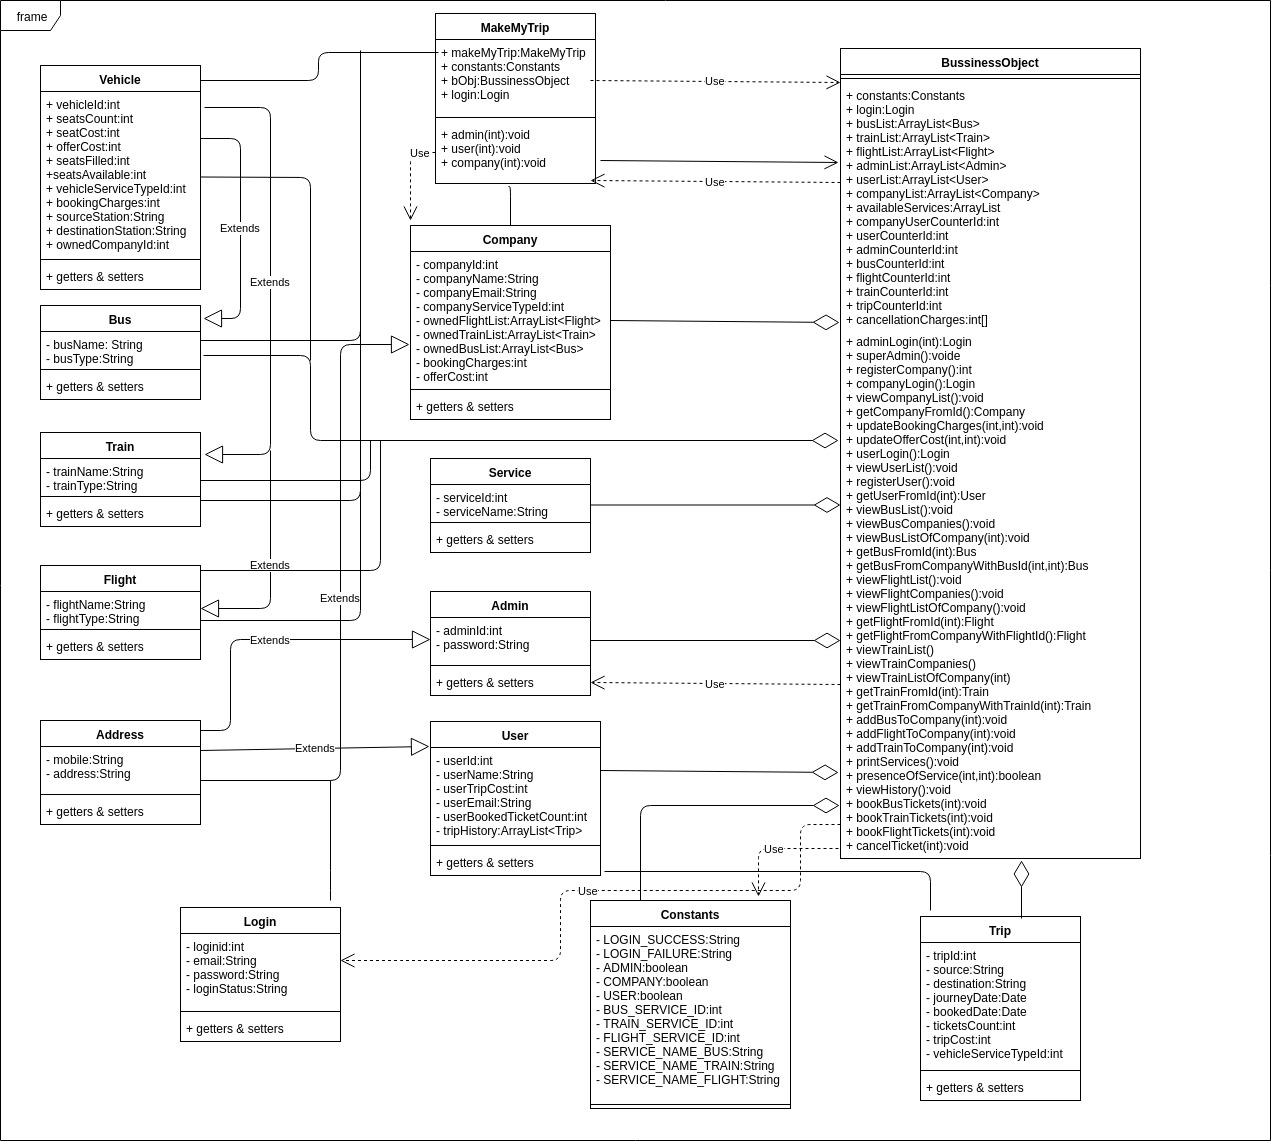 frame
MakeMyTrip
+ makeMyTrip:MakeMyTrip
+ constants:Constants
+ bObj:BussinessObject
+ login:Login
+ admin(int):void
+ user(int):void
+ company(int):void
Vehicle
+ vehicleId:int
+ seatsCount:int
+ seatCost:int
+ offerCost:int
+ seatsFilled:int
+seatsAvailable:int
+ vehicleServiceTypeId:int
+ bookingCharges:int
+ sourceStation:String
+ destinationStation:String
+ ownedCompanyId:int
+ getters & setters
Use
Use
Use
Extends
Extends
BussinessObject
+ constants:Constants
+ login:Login
+ busList:ArrayList<Bus>
+ trainList:ArrayList<Train>
+ flightList:ArrayList<Flight>
+ adminList:ArrayList<Admin>
+ userList:ArrayList<User>
+ companyList:ArrayList<Company>
+ availableServices:ArrayList
+ companyUserCounterId:int
+ userCounterId:int
+ adminCounterId:int
+ busCounterId:int
+ flightCounterId:int
+ trainCounterId:int
+ tripCounterId:int
+ cancellationCharges:int[]
+ adminLogin(int):Login
+ superAdmin():voide
+ registerCompany():int
+ companyLogin():Login
+ viewCompanyList():void
+ getCompanyFromId():Company
+ updateBookingCharges(int,int):void
+ updateOfferCost(int,int):void
+ userLogin():Login
+ viewUserList():void
+ registerUser():void
+ getUserFromId(int):User
+ viewBusList():void
+ viewBusCompanies():void
+ viewBusListOfCompany(int):void
+ getBusFromId(int):Bus
+ getBusFromCompanyWithBusId(int,int):Bus
+ viewFlightList():void
+ viewFlightCompanies():void
+ viewFlightListOfCompany():void
+ getFlightFromId(int):Flight
+ getFlightFromCompanyWithFlightId():Flight
+ viewTrainList()
+ viewTrainCompanies()
+ viewTrainListOfCompany(int)
+ getTrainFromId(int):Train
+ getTrainFromCompanyWithTrainId(int):Train
+ addBusToCompany(int):void
+ addFlightToCompany(int):void
+ addTrainToCompany(int):void
+ printServices():void
+ presenceOfService(int,int):boolean
+ viewHistory():void
+ bookBusTickets(int):void
+ bookTrainTickets(int):void
+ bookFlightTickets(int):void
+ cancelTicket(int):void
Company
- companyId:int
- companyName:String
- companyEmail:String
- companyServiceTypeId:int
- ownedFlightList:ArrayList<Flight>
- ownedTrainList:ArrayList<Train>
- ownedBusList:ArrayList<Bus>
- bookingCharges:int
- offerCost:int
+ getters & setters
Bus
- busName: String
- busType:String
+ getters & setters
Train
- trainName:String
- trainType:String
+ getters & setters
Service
- serviceId:int
- serviceName:String
+ getters & setters
Flight
- flightName:String
- flightType:String
+ getters & setters
Extends
Extends
Extends
Admin
- adminId:int
- password:String
+ getters & setters
Use
Address
- mobile:String
- address:String
+ getters & setters
Extends
User
- userId:int
- userName:String
- userTripCost:int
- userEmail:String
- userBookedTicketCount:int
- tripHistory:ArrayList<Trip>
+ getters & setters
Use
Use
Login
- loginid:int
- email:String
- password:String
- loginStatus:String
+ getters & setters
Constants
- LOGIN_SUCCESS:String
- LOGIN_FAILURE:String
- ADMIN:boolean
- COMPANY:boolean
- USER:boolean
- BUS_SERVICE_ID:int
- TRAIN_SERVICE_ID:int
- FLIGHT_SERVICE_ID:int
- SERVICE_NAME_BUS:String
- SERVICE_NAME_TRAIN:String
- SERVICE_NAME_FLIGHT:String
Trip
- tripId:int
- source:String
- destination:String
- journeyDate:Date
- bookedDate:Date
- ticketsCount:int
- tripCost:int
- vehicleServiceTypeId:int
+ getters & setters